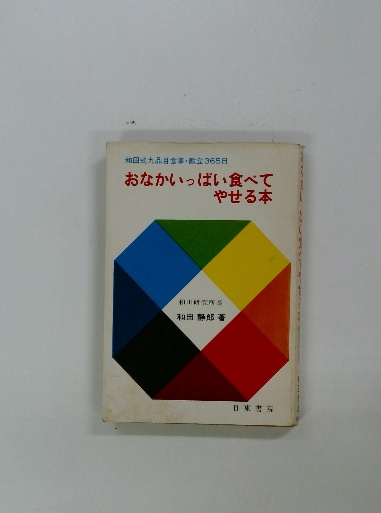 和田式九品目食事・献立365日
おなかいっぱい食べて
やせる本
和田研究所長
和田静郎著
日東書院